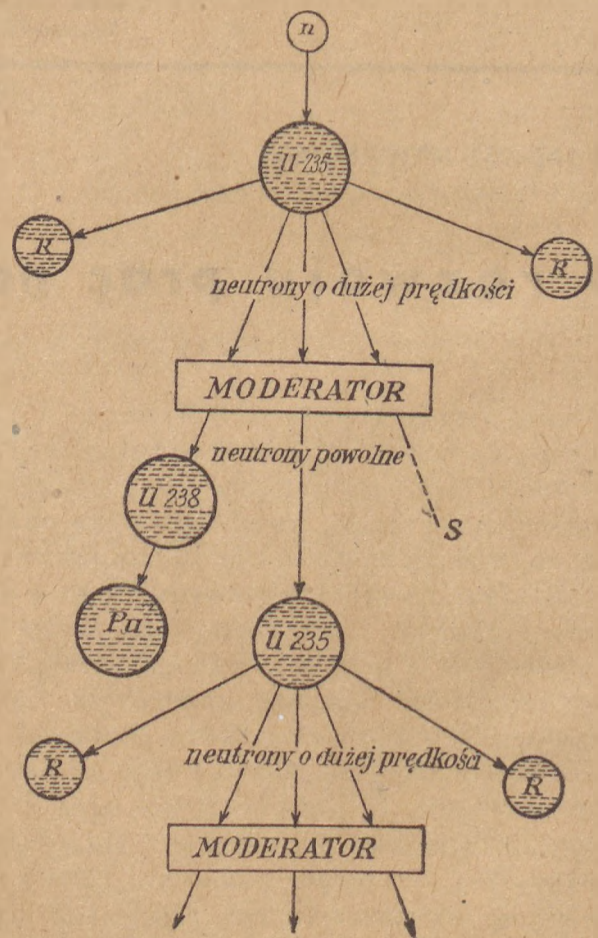 n
U-235
R
R
neutrony o dużej prędkości
MODERATOR
neutrony powolne
U 238
S
Pu
U 235
R
neutrony o dużej prędkości
R
MODERATOR